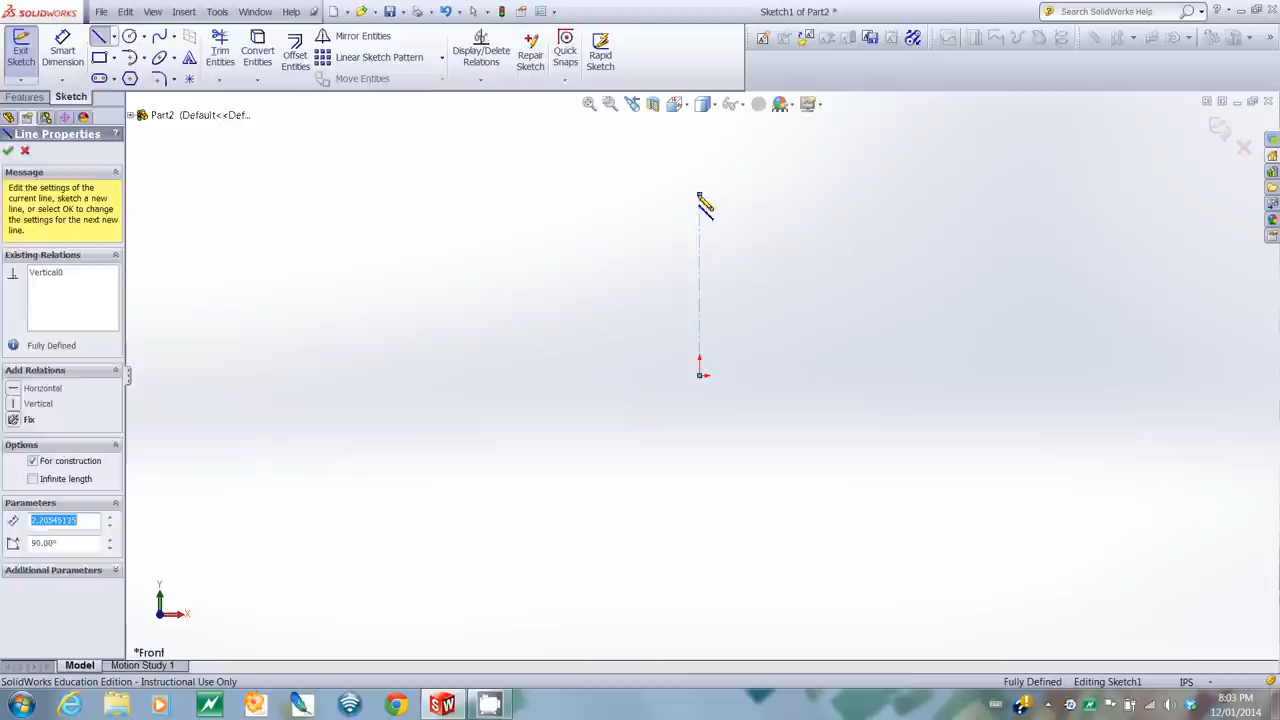 SOLIDWORKS File Edit View Insert Tools Window Help Sketch1 of Part2 * Search SolidWorks Help
Exit Sketch Smart Dimension Trim Entities Convert Entities Offset Entities Mirror Entities Linear Sketch Pattern Move Entities Display/Delete Relations Repair Sketch Quick Snaps Rapid Sketch
Features Sketch
Part2 (Default<<Def...
Line Properties ?
Message
Edit the settings of the
current line, sketch a new
line, or select OK to change
the settings for the next new
line.
Existing Relations
Vertical0
Fully Defined
Add Relations
Horizontal
Vertical
Fix
Options
For construction
Infinite length
Parameters
2.20545135
90.00°
Additional Parameters
Y
X
*Front
Model Motion Study 1
SolidWorks Education Edition - Instructional Use Only Fully Defined Editing Sketch1 IPS
8:03 PM
12/01/2014